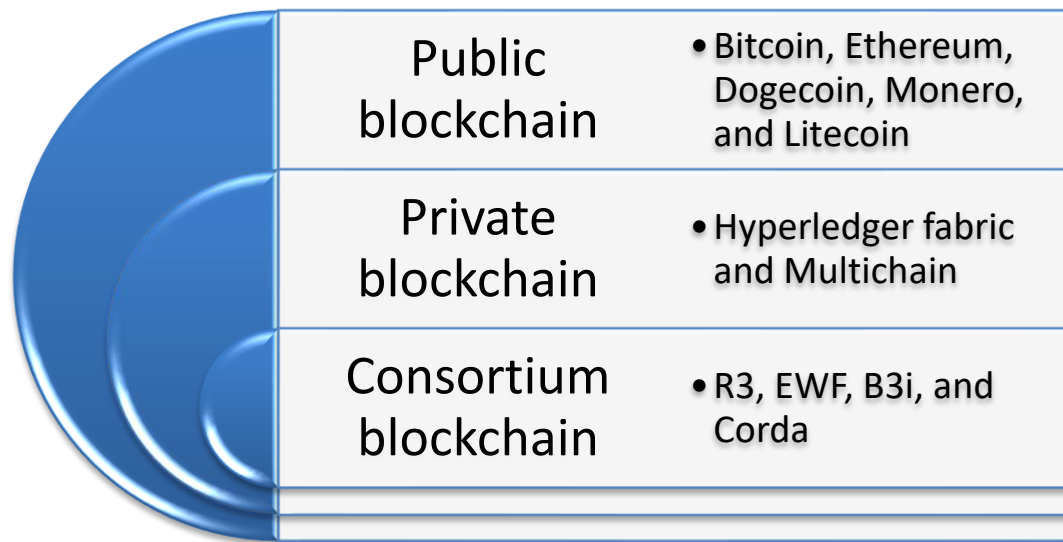 Public
blockchain
• Bitcoin, Ethereum,
Dogecoin, Monero,
and Litecoin
Private
blockchain
• Hyperledger fabric
and Multichain
Consortium
blockchain
• R3, EWF, B3i, and
Corda